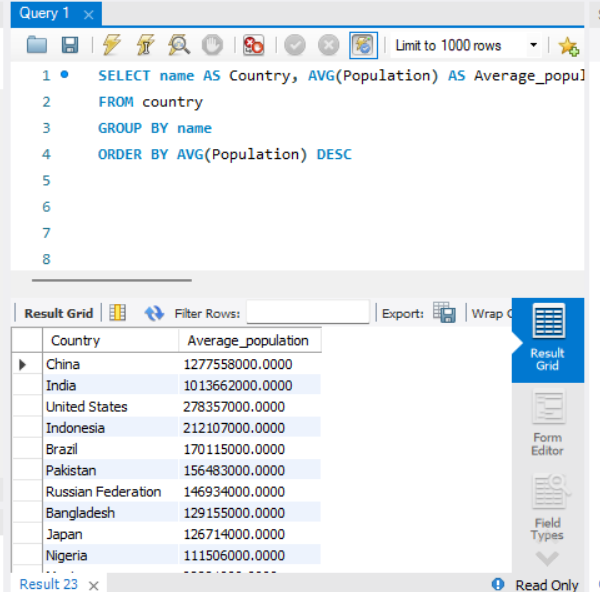 Query 1
Limit to 1000 rows
1 SELECT name AS Country, AVG(Population) AS Average_popul
2 FROM country
3 GROUP BY name
4 ORDER BY AVG(Population) DESC
5
6
7
8
Result Grid Filter Rows: Export: Wrap
Country Average_population
China 1277558000.0000
India 1013662000.0000
United States 278357000.0000
Indonesia 212107000.0000
Brazil 170115000.0000
Pakistan 156483000.0000
Russian Federation 146934000.0000
Bangladesh 129155000.0000
Japan 126714000.0000
Nigeria 111506000.0000
Result
Grid
Form
Editor
Field
Types
Result 23 Read Only